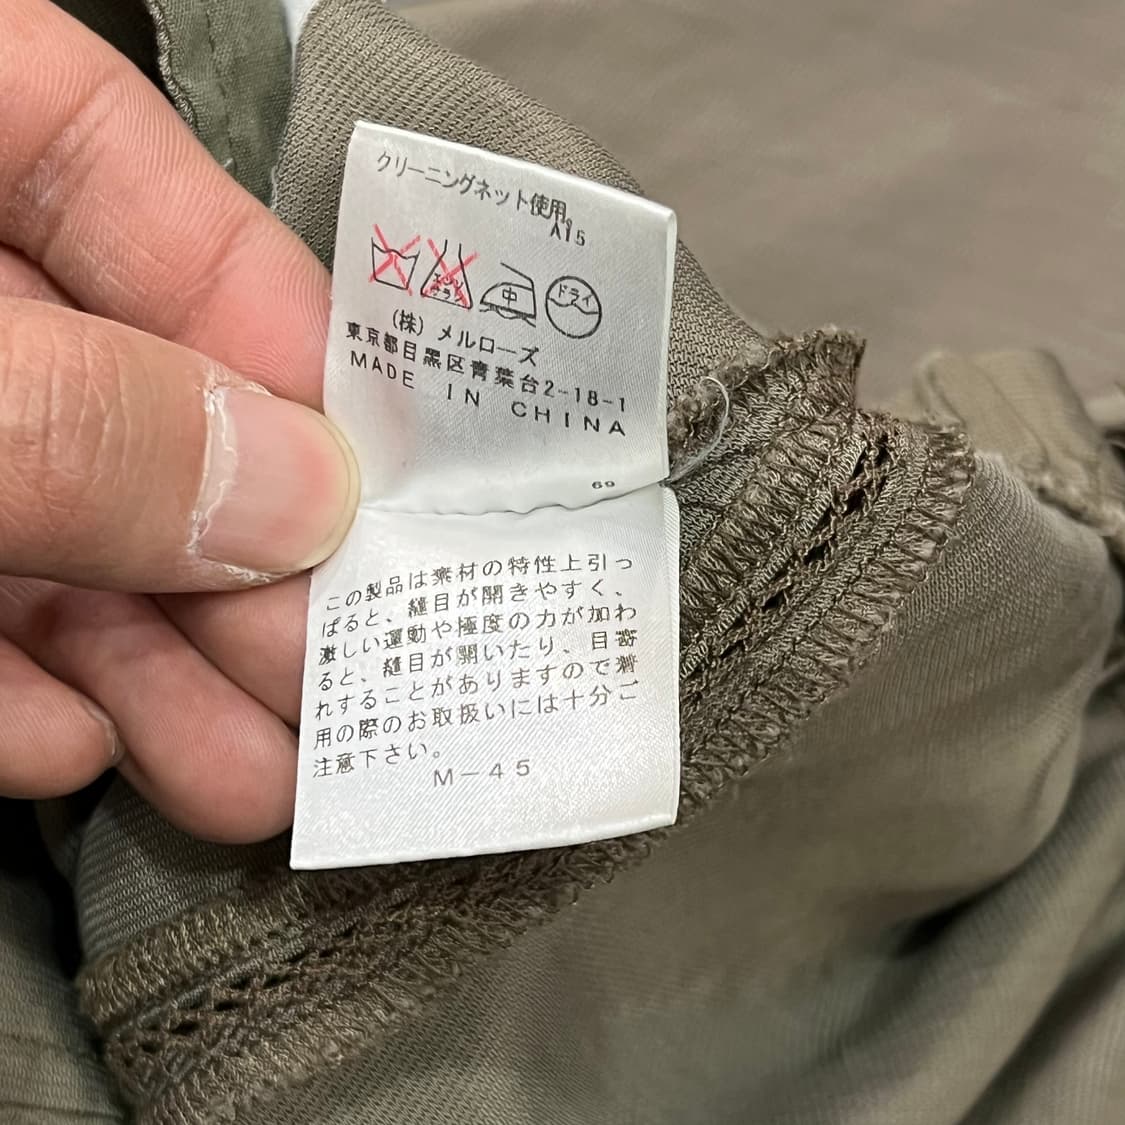 クリーニングネット使用。
A15
エンソ
サラシ
中
ドライ
(株) メルローズ
東京都目黒区青葉台2-18-1
MADE IN CHINA
69
この製品は素材の特性上引っ
ぱると、縫目が開きやすく、
激しい運動や極度の力が加わ
ると、縫目が開いたり、目寄
れすることがありますので着
用の際のお取扱いには十分ご
注意下さい。
M-45